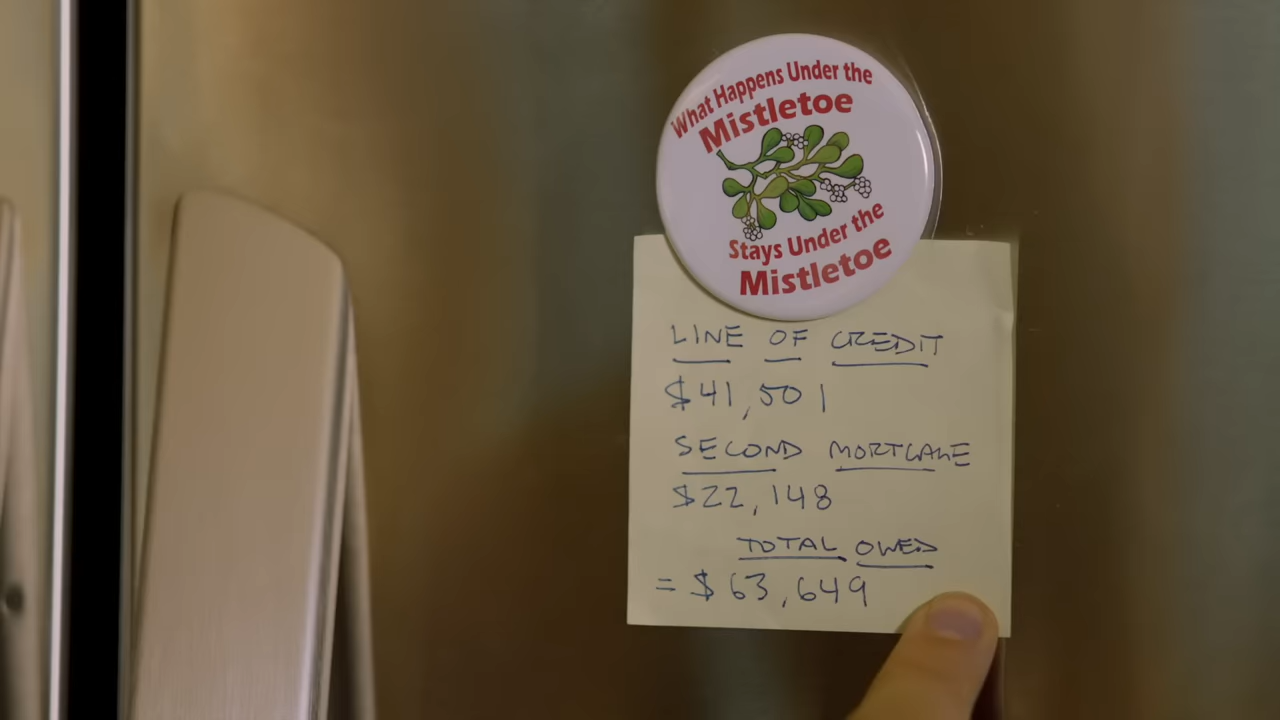 What Happens Under the
Mistletoe
Stays Under the
Mistletoe
LINE OF CREDIT
$41,501
SECOND MORTGAGE
$22,148
TOTAL OWED
= $63,649